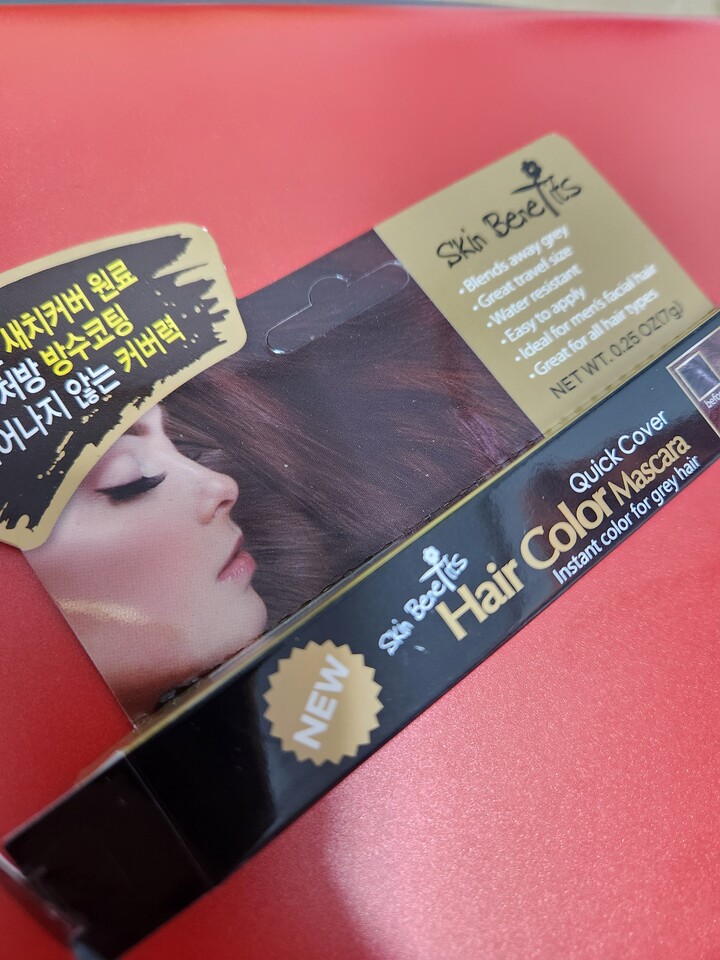 새치커버 원료
처방 방수코팅
어나지 않는 커버력
Skin Benefits
• Blends away grey
• Great travel size
• Water resistant
• Easy to apply
• Ideal for men's facial hair
• Great for all hair types
NET WT. 0.25 OZ(7g)
Quick Cover
Skin Benefits
Hair Color Mascara
Instant color for grey hair
NEW